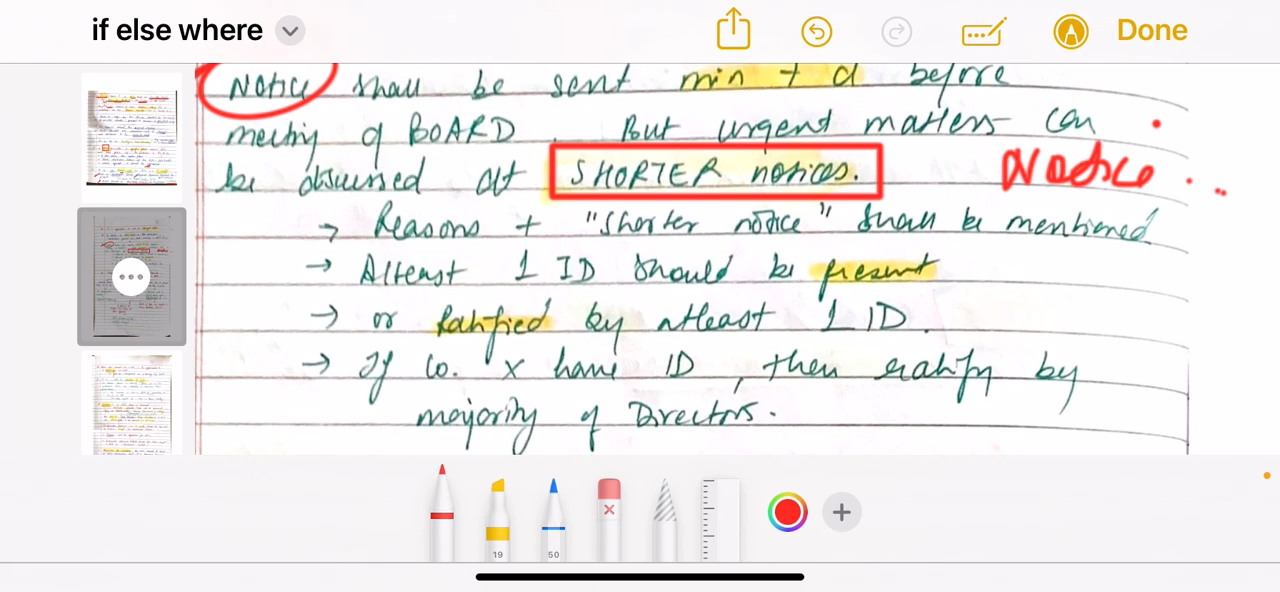 if else where
Done
Notice shall be sent min 7 d before
meeting of BOARD But urgent matters can
be discussed at SHORTER notices.
Notice
→ Reasons + "Shorter notice" shall be mentioned
→ Atleast 1 ID should be present
→ or Ratified by atleast 1 ID.
→ If Co. x have ID, then ratify by
majority of Directors.
19
50